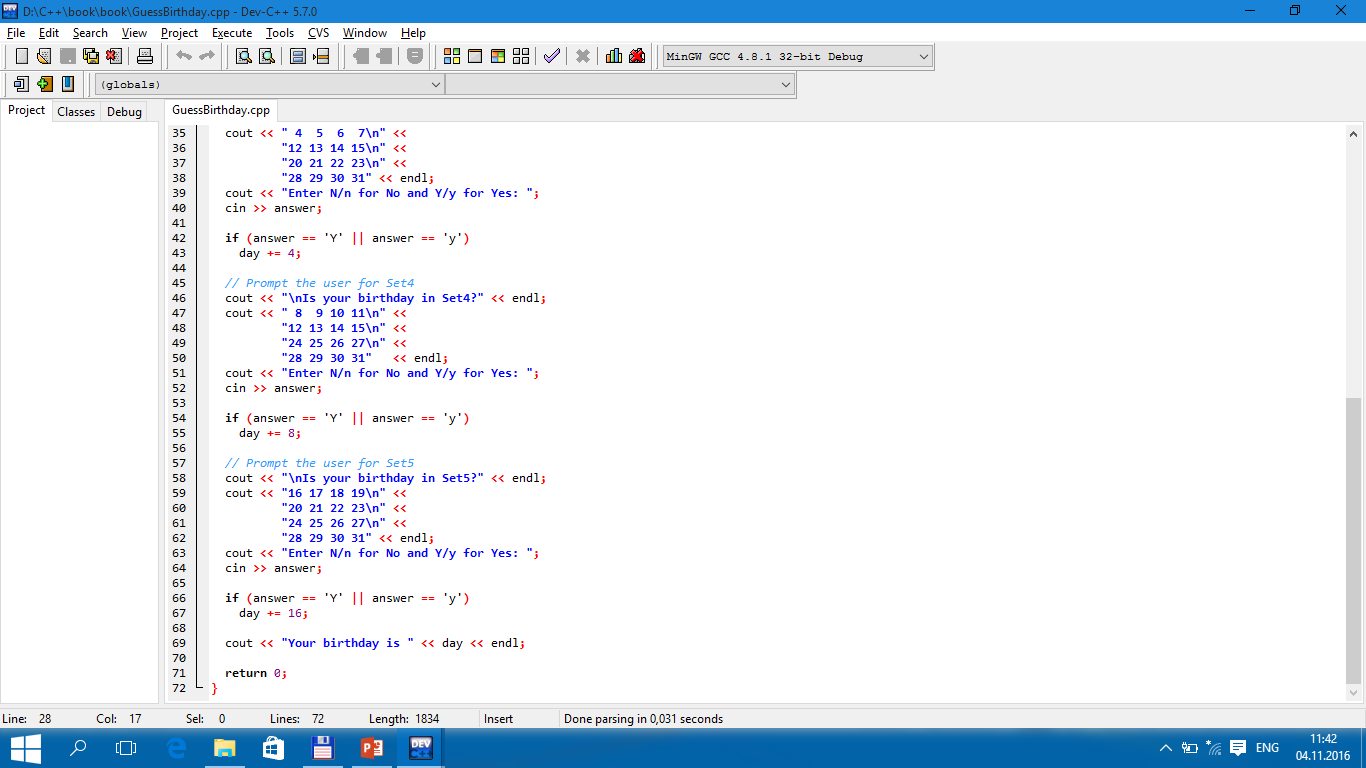 D:\C++\book\book\GuessBirthday.cpp - Dev-C++ 5.7.0
File Edit Search View Project Execute Tools CVS Window Help
MinGW GCC 4.8.1 32-bit Debug
(globals)
Project Classes Debug GuessBirthday.cpp
35 cout << " 4  5  6  7\n" <<
36 "12 13 14 15\n" <<
37 "20 21 22 23\n" <<
38 "28 29 30 31" << endl;
39 cout << "Enter N/n for No and Y/y for Yes: ";
40 cin >> answer;
41
42 if (answer == 'Y' || answer == 'y')
43 day += 4;
44
45 // Prompt the user for Set4
46 cout << "\nIs your birthday in Set4?" << endl;
47 cout << " 8  9 10 11\n" <<
48 "12 13 14 15\n" <<
49 "24 25 26 27\n" <<
50 "28 29 30 31"   << endl;
51 cout << "Enter N/n for No and Y/y for Yes: ";
52 cin >> answer;
53
54 if (answer == 'Y' || answer == 'y')
55 day += 8;
56
57 // Prompt the user for Set5
58 cout << "\nIs your birthday in Set5?" << endl;
59 cout << "16 17 18 19\n" <<
60 "20 21 22 23\n" <<
61 "24 25 26 27\n" <<
62 "28 29 30 31" << endl;
63 cout << "Enter N/n for No and Y/y for Yes: ";
64 cin >> answer;
65
66 if (answer == 'Y' || answer == 'y')
67 day += 16;
68
69 cout << "Your birthday is " << day << endl;
70
71 return 0;
72 }
Line: 28 Col: 17 Sel: 0 Lines: 72 Length: 1834 Insert Done parsing in 0,031 seconds
DEV C++
ENG
11:42
04.11.2016